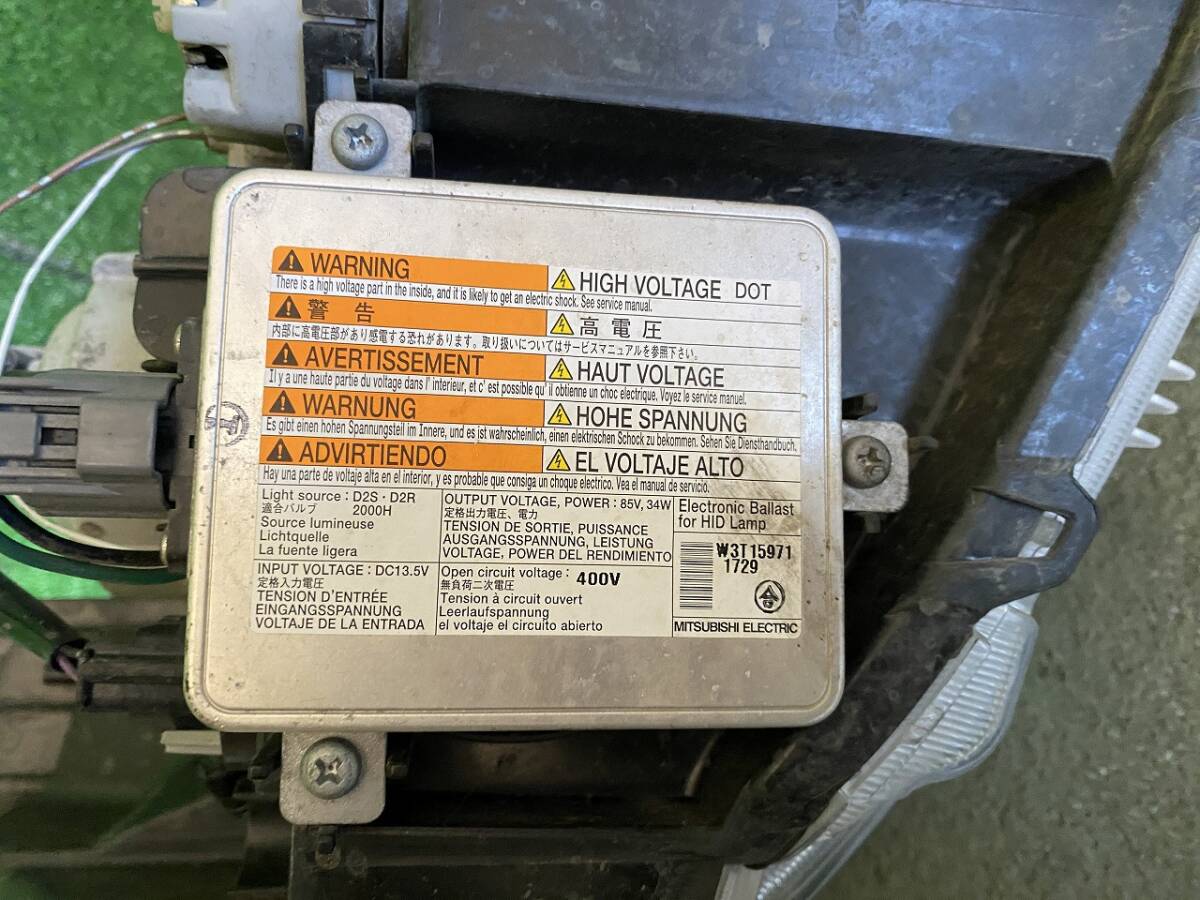 WARNING
There is a high voltage part in the inside, and it is likely to get an electric shock. See service manual.
HIGH VOLTAGE DOT
警告
内部に高電圧部があり感電する恐れがあります。取り扱いについてはサービスマニュアルを参照下さい。
高電圧
AVERTISSEMENT
Il y a une haute partie du voltage dans l' interieur, et c' est possible qu' il obtienne un choc electrique. Voyez le service manuel.
HAUT VOLTAGE
WARNUNG
Es gibt einen hohen Spannungsteil im Innere, und es ist wahrscheinlich, einen elektrischen Schock zu bekommen. Sehen Sie Diensthandbuch.
HOHE SPANNUNG
ADVIRTIENDO
Hay una parte de voltaje alta en el interior, y es probable que consiga un choque electrico. Vea el manual de servicio.
EL VOLTAJE ALTO
Light source : D2S・D2R
適合バルブ 2000H
Source lumineuse
Lichtquelle
La fuente ligera
OUTPUT VOLTAGE, POWER : 85V, 34W
定格出力電圧、電力
TENSION DE SORTIE, PUISSANCE
AUSGANGSSPANNUNG, LEISTUNG
VOLTAGE, POWER DEL RENDIMIENTO
Electronic Ballast
for HID Lamp
W3T15971
1729
INPUT VOLTAGE : DC13.5V
定格入力電圧
TENSION D'ENTRÉE
EINGANGSSPANNUNG
VOLTAJE DE LA ENTRADA
Open circuit voltage : 400V
無負荷二次電圧
Tension à circuit ouvert
Leerlaufspannung
el voltaje el circuito abierto
MITSUBISHI ELECTRIC